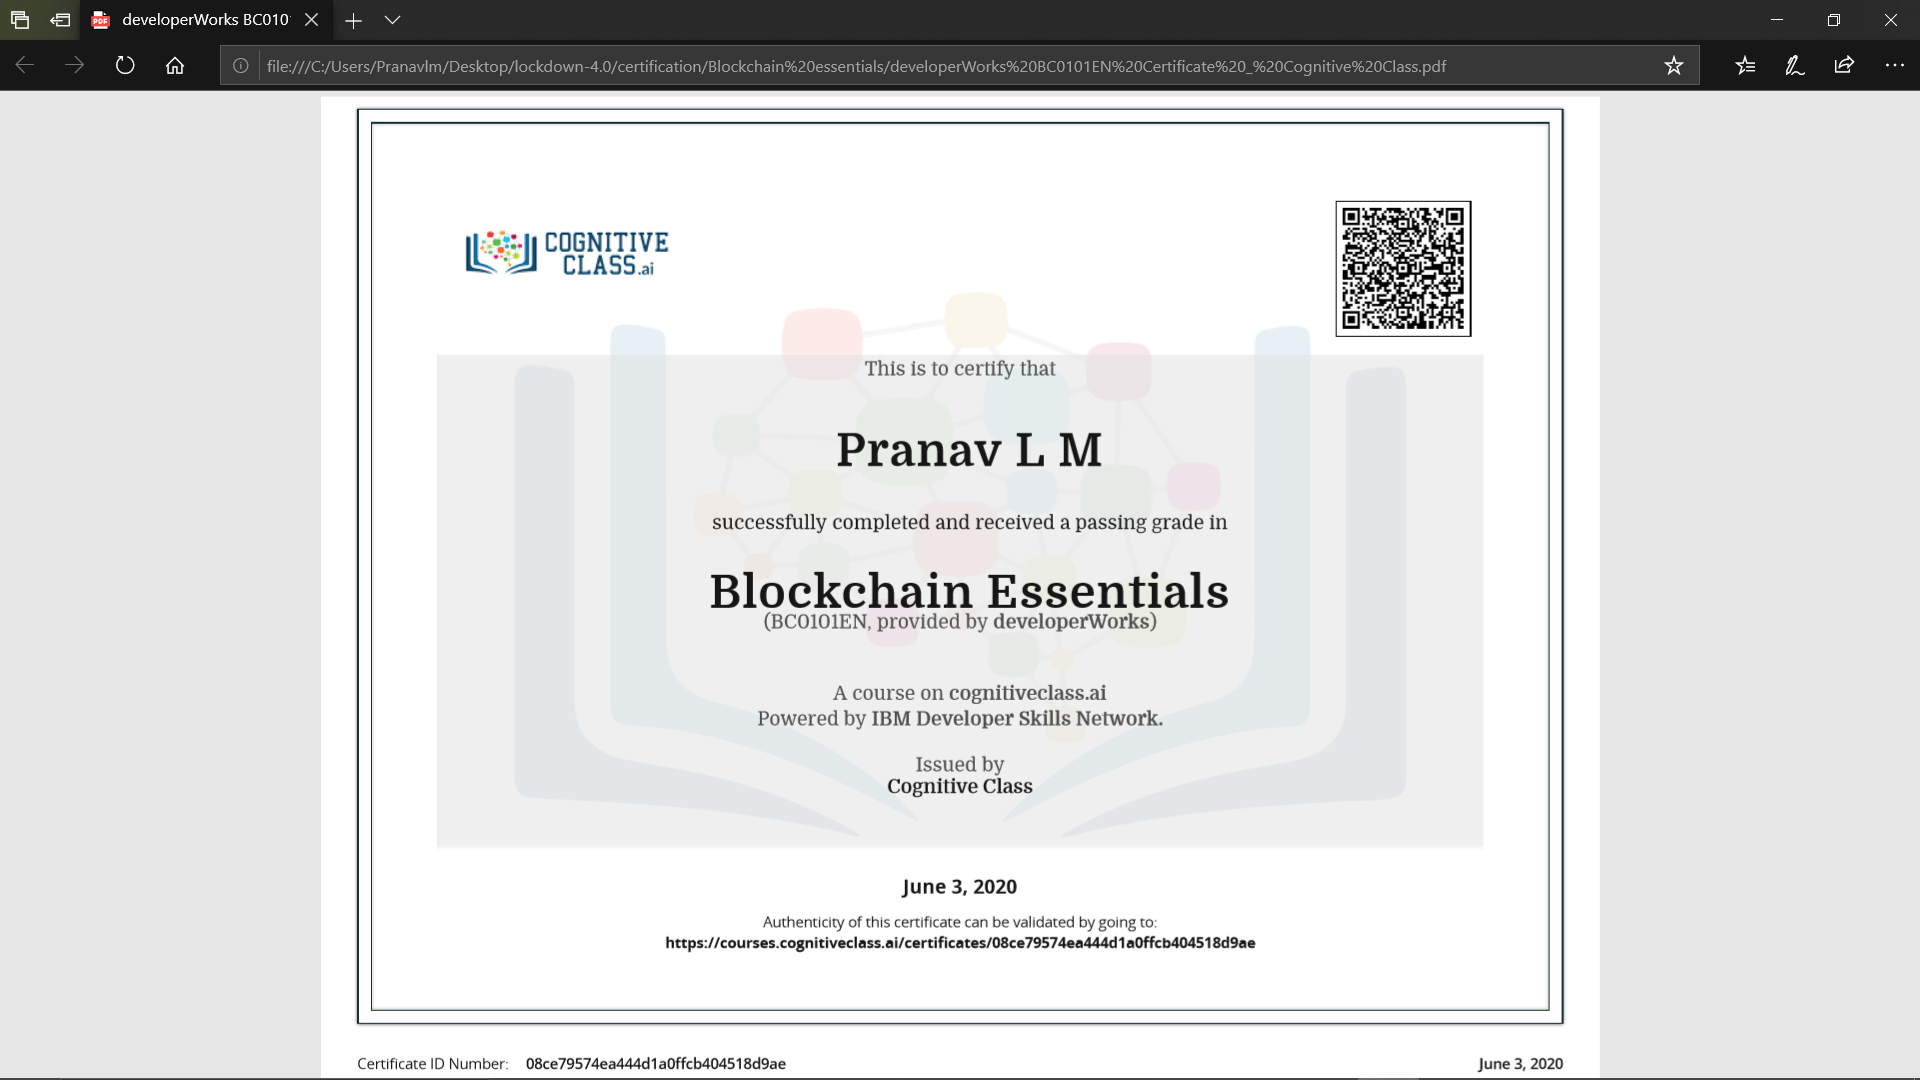 developerWorks BC010
file:///C:/Users/Pranavlm/Desktop/lockdown-4.0/certification/Blockchain%20essentials/developerWorks%20BC0101EN%20Certificate%20_%20Cognitive%20Class.pdf
COGNITIVE
CLASS.ai
This is to certify that
Pranav L M
successfully completed and received a passing grade in
Blockchain Essentials
(BC0101EN, provided by developerWorks)
A course on cognitiveclass.ai
Powered by IBM Developer Skills Network.
Issued by
Cognitive Class
June 3, 2020
Authenticity of this certificate can be validated by going to:
https://courses.cognitiveclass.ai/certificates/08ce79574ea444d1a0ffcb404518d9ae
Certificate ID Number: 08ce79574ea444d1a0ffcb404518d9ae
June 3, 2020